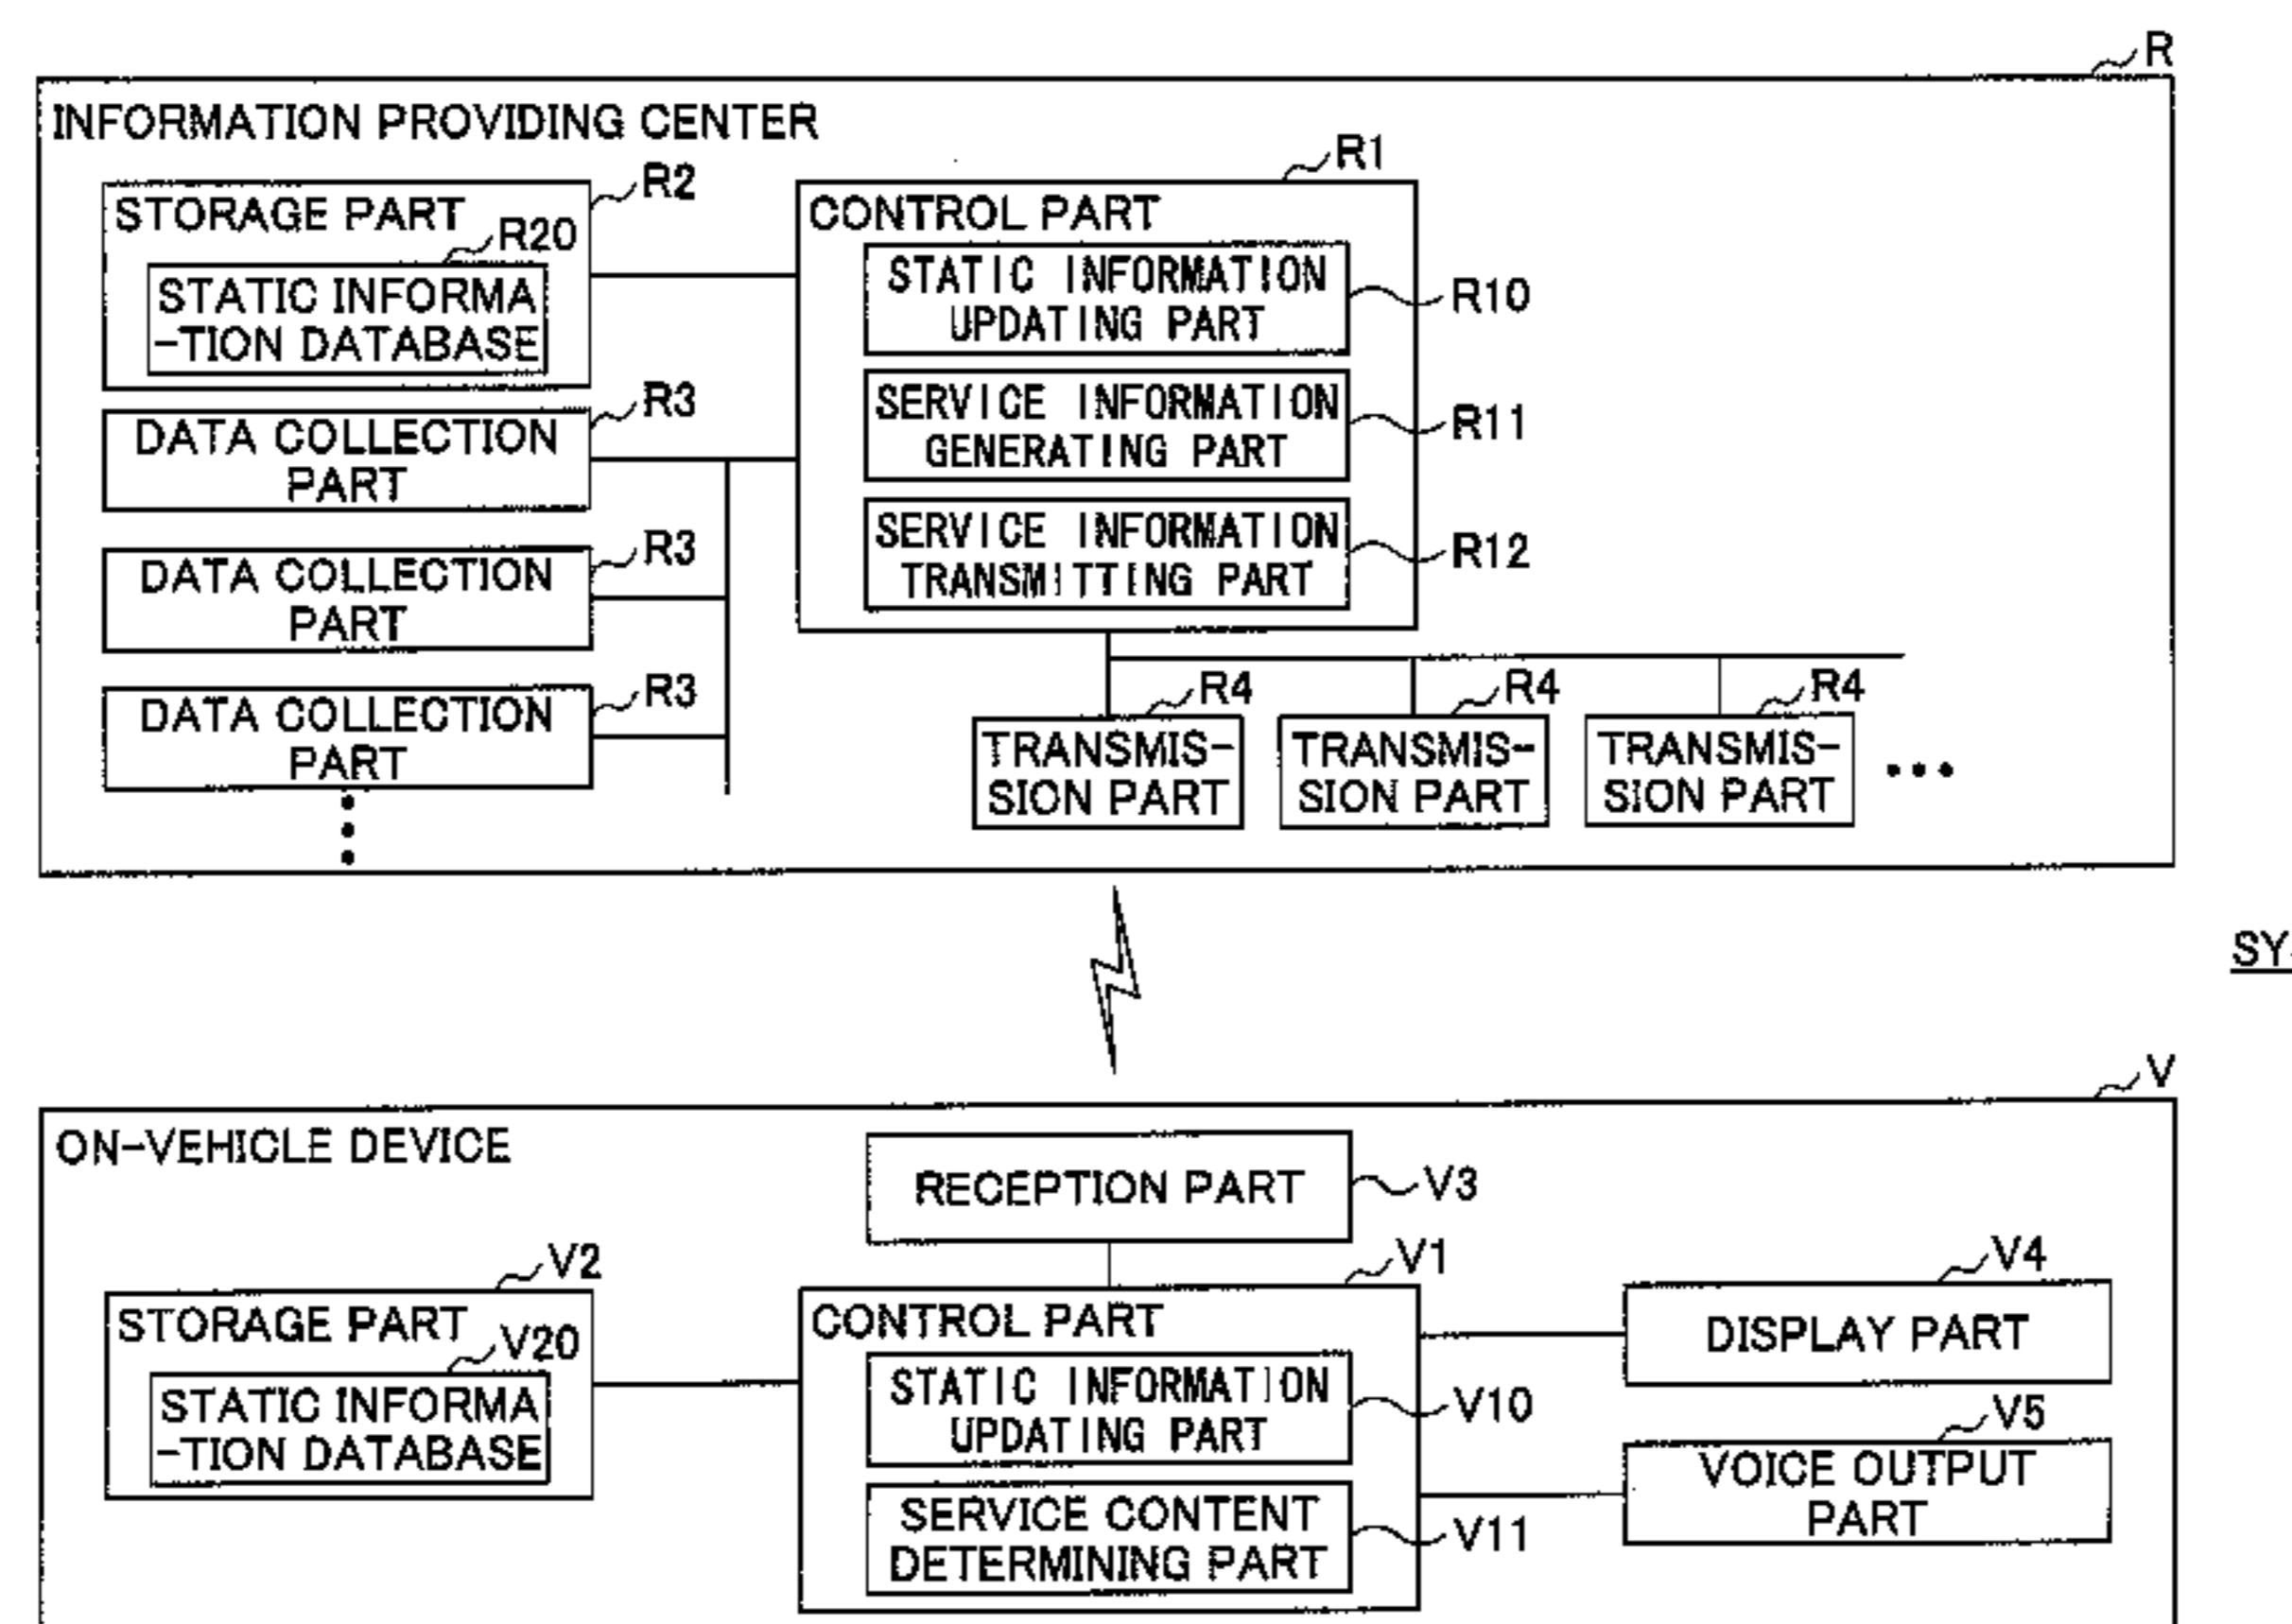 R
INFORMATION PROVIDING CENTER
R2
STORAGE PART
R20
STATIC INFORMA
-TION DATABASE
R3
DATA COLLECTION
PART
R3
DATA COLLECTION
PART
R3
DATA COLLECTION
PART
R1
CONTROL PART
STATIC INFORMATION
UPDATING PART
R10
SERVICE INFORMATION
GENERATING PART
R11
SERVICE INFORMATION
TRANSMITTING PART
R12
R4
TRANSMIS-
SION PART
R4
TRANSMIS-
SION PART
R4
TRANSMIS-
SION PART
SY
V
ON-VEHICLE DEVICE
RECEPTION PART
V3
V2
STORAGE PART
V20
STATIC INFORMA
-TION DATABASE
V1
CONTROL PART
STATIC INFORMATION
UPDATING PART
V10
SERVICE CONTENT
DETERMINING PART
V11
V4
DISPLAY PART
V5
VOICE OUTPUT
PART